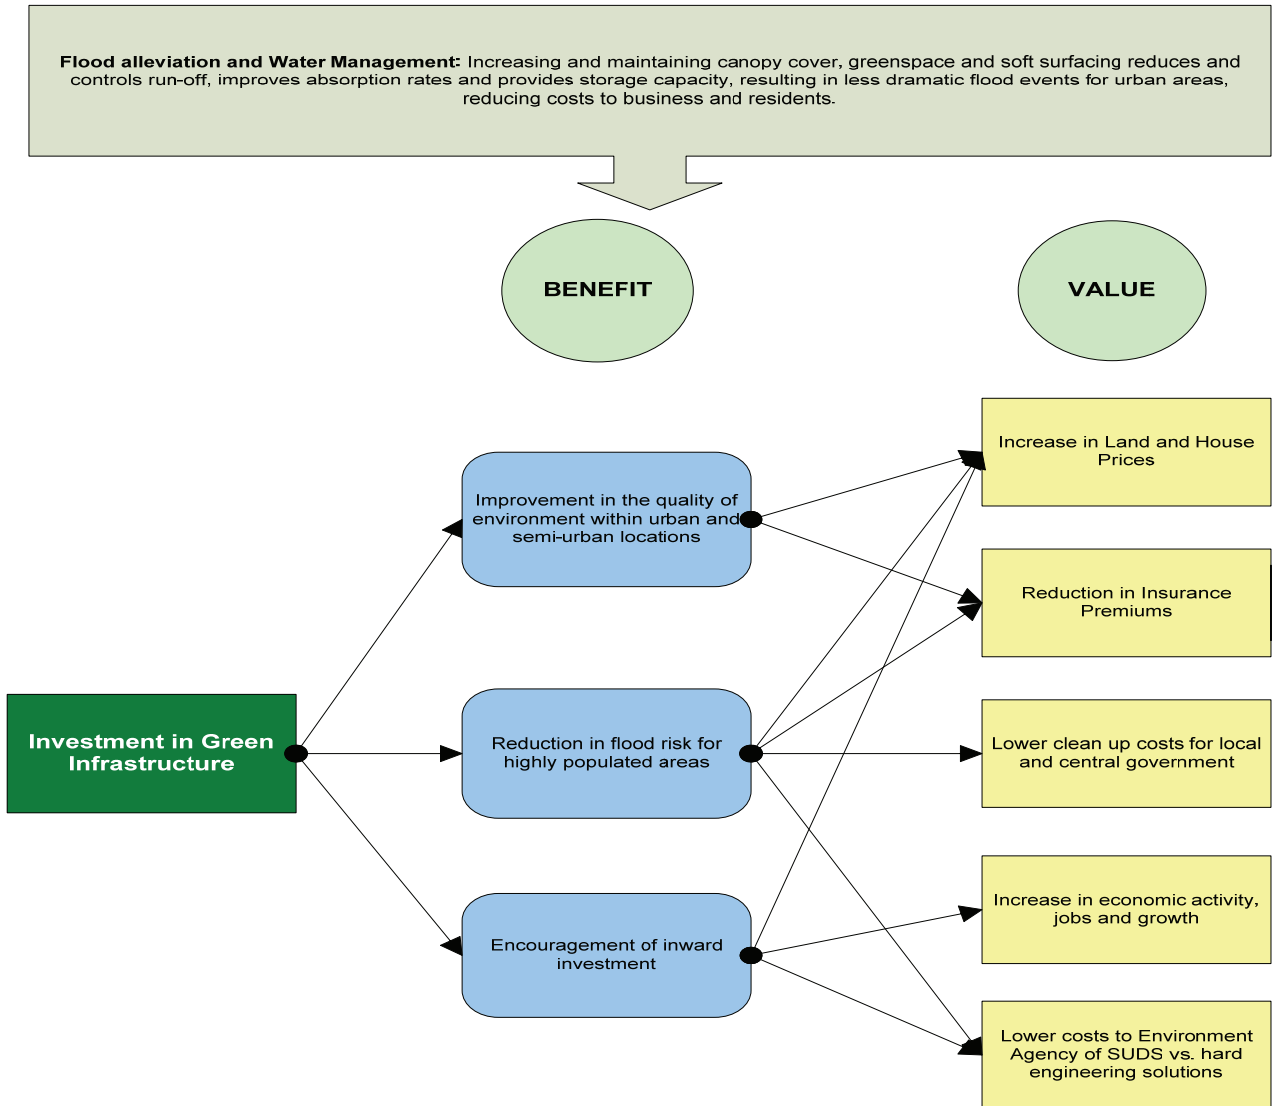 Flood alleviation and Water Management: Increasing and maintaining canopy cover, greenspace and soft surfacing reduces and
controls run-off, improves absorption rates and provides storage capacity, resulting in less dramatic flood events for urban areas,
reducing costs to business and residents.
BENEFIT
VALUE
Increase in Land and House
Prices
Improvement in the quality of
environment within urban and
semi-urban locations
Reduction in Insurance
Premiums
Investment in Green
Infrastructure
Reduction in flood risk for
highly populated areas
Lower clean up costs for local
and central government
Increase in economic activity,
jobs and growth
Encouragement of inward
investment
Lower costs to Environment
Agency of SUDS vs. hard
engineering solutions